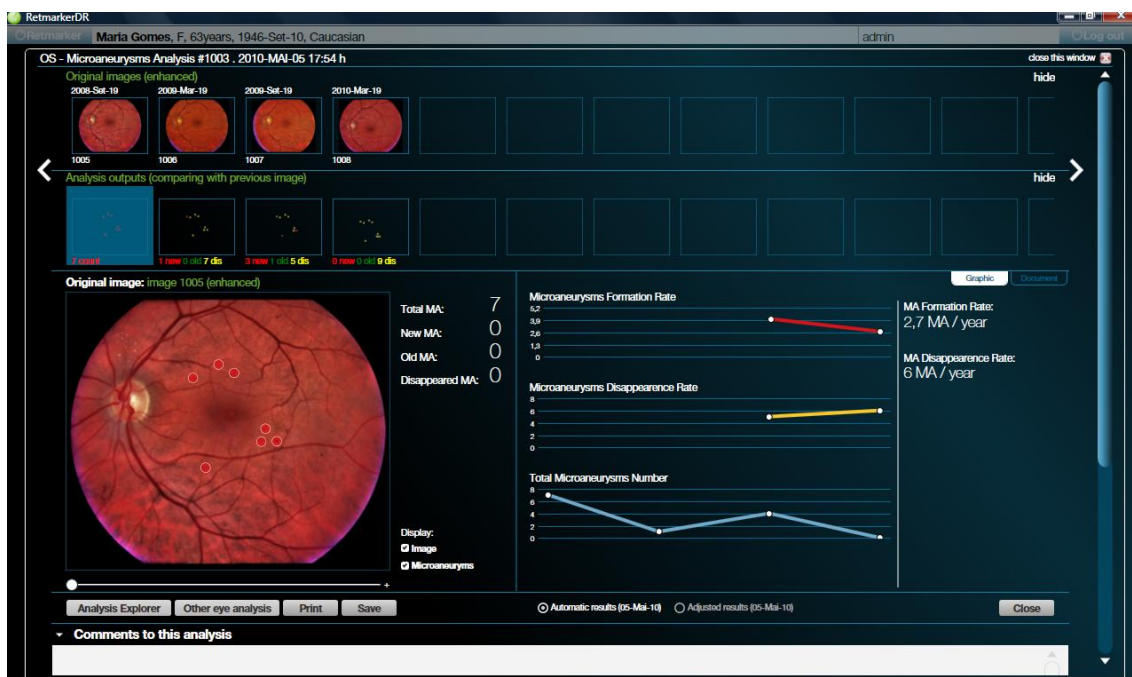 RetmarkerDR
Retmarker Maria Gomes, F, 63years, 1946-Set-10, Caucasian admin Log out
OS - Microaneurysms Analysis #1003 . 2010-MAI-05 17:54 h close this window
Original images (enhanced) hide
2008-Set-19 2009-Mar-19 2009-Set-19 2010-Mar-19
1005 1006 1007 1008
Analysis outputs (comparing with previous image) hide
7 count 1 new 0 old 7 dis 3 new 1 old 5 dis 0 new 0 old 9 dis
Original image: image 1005 (enhanced)
Graphic Document
Total MA: 7
New MA: 0
Old MA: 0
Disappeared MA: 0
Display:
Image
Microaneuryms
Microaneurysms Formation Rate
5,2
3,9
2,6
1,3
0
Microaneurysms Disappearence Rate
8
6
4
2
0
Total Microaneurysms Number
8
6
4
2
0
MA Formation Rate:
2,7 MA / year
MA Disappearence Rate:
6 MA / year
+
Analysis Explorer Other eye analysis Print Save Automatic results (05-Mai-10) Adjusted results (05-Mai-10) Close
Comments to this analysis